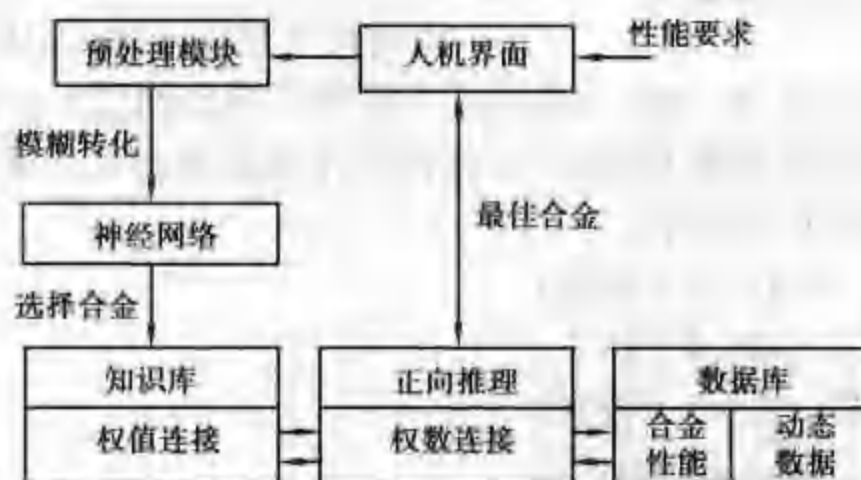 性能要求
预处理模块
人机界面
模糊转化
最佳合金
神经网络
选择合金
知识库
正向推理
数据库
权值连接
权数连接
合金
性能
动态
数据